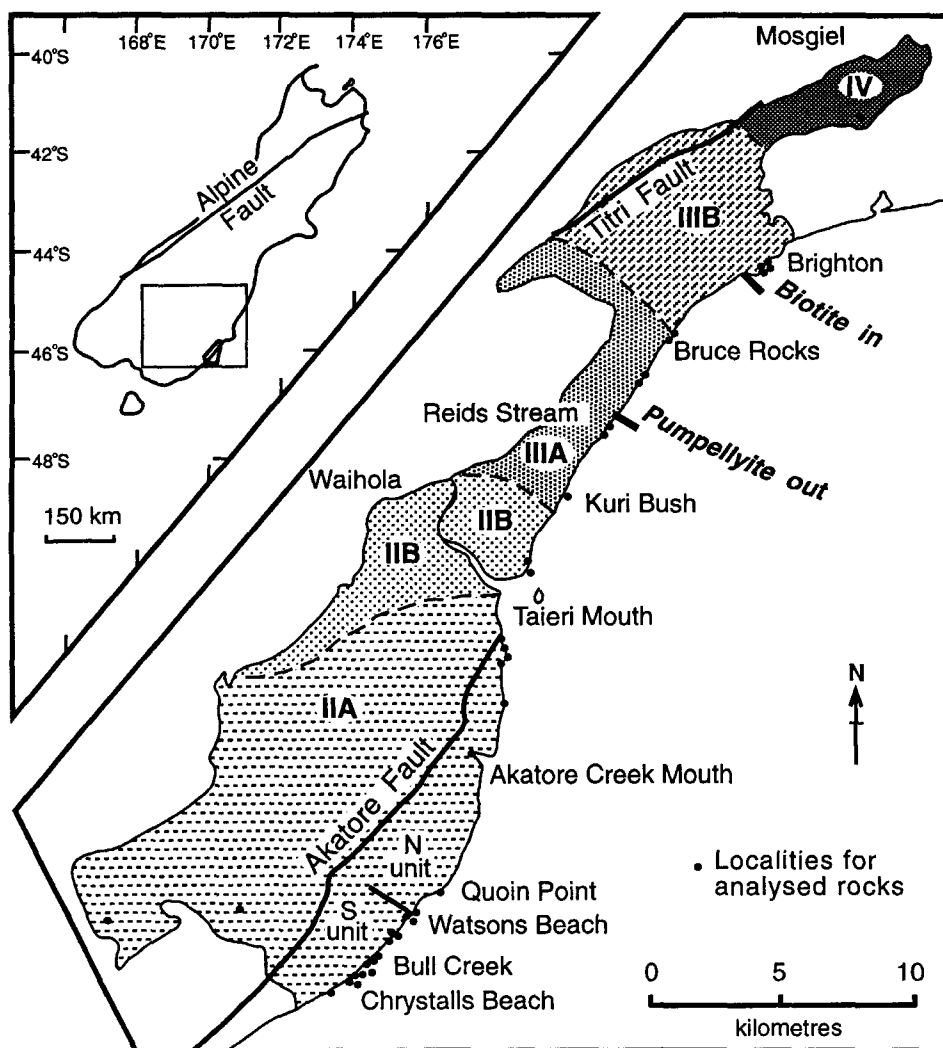 168°E 170°E 172°E 174°E 176°E
40°S
42°S
44°S
46°S
48°S
Alpine
Fault
150 km
Mosgiel
IV
Titri Fault
IIIB
Brighton
Biotite in
Bruce Rocks
Reids Stream
Pumpellyite out
IIIA
Waihola
Kuri Bush
IIB
IIB
Taieri Mouth
IIA
N
Akatore Fault
Akatore Creek Mouth
N
unit
Localities for
analysed rocks
S
unit
Quoin Point
Watsons Beach
Bull Creek
Chrystalls Beach
0 5 10
kilometres